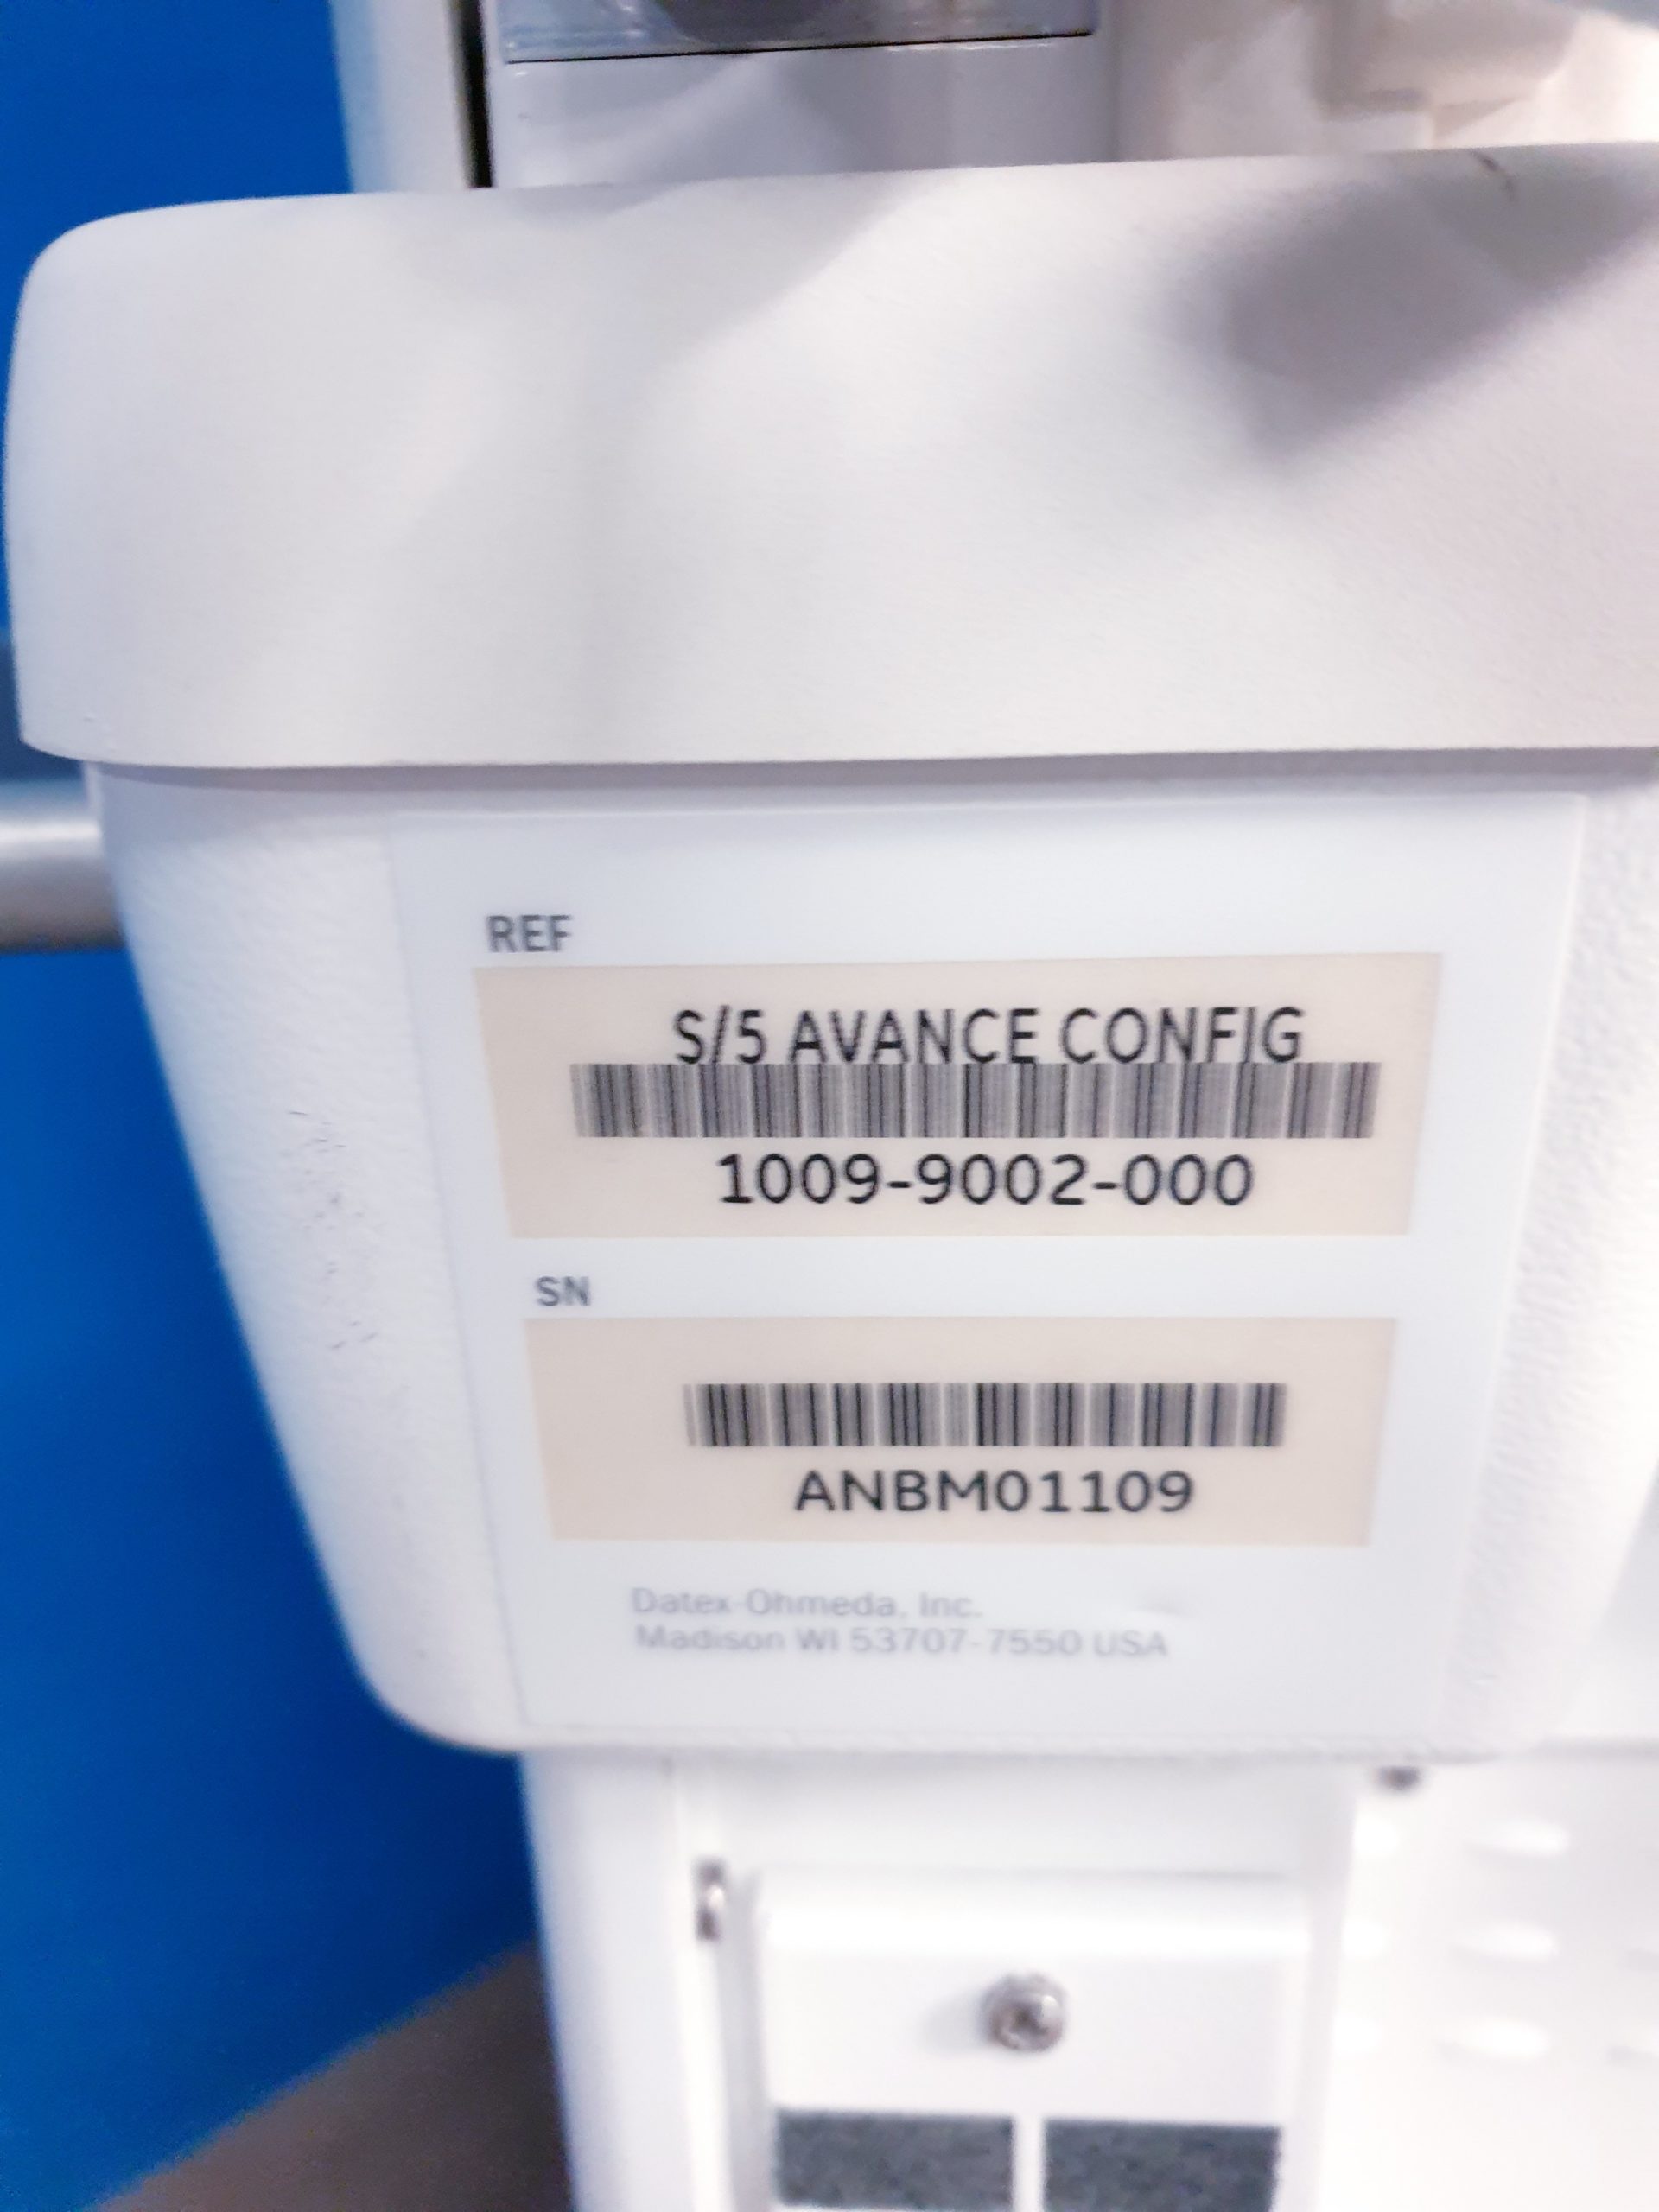 REF
S/5 AVANCE CONFIG
1009-9002-000
SN
ANBM01109
Datex-Ohmeda, Inc.
Madison WI 53707-7550 USA